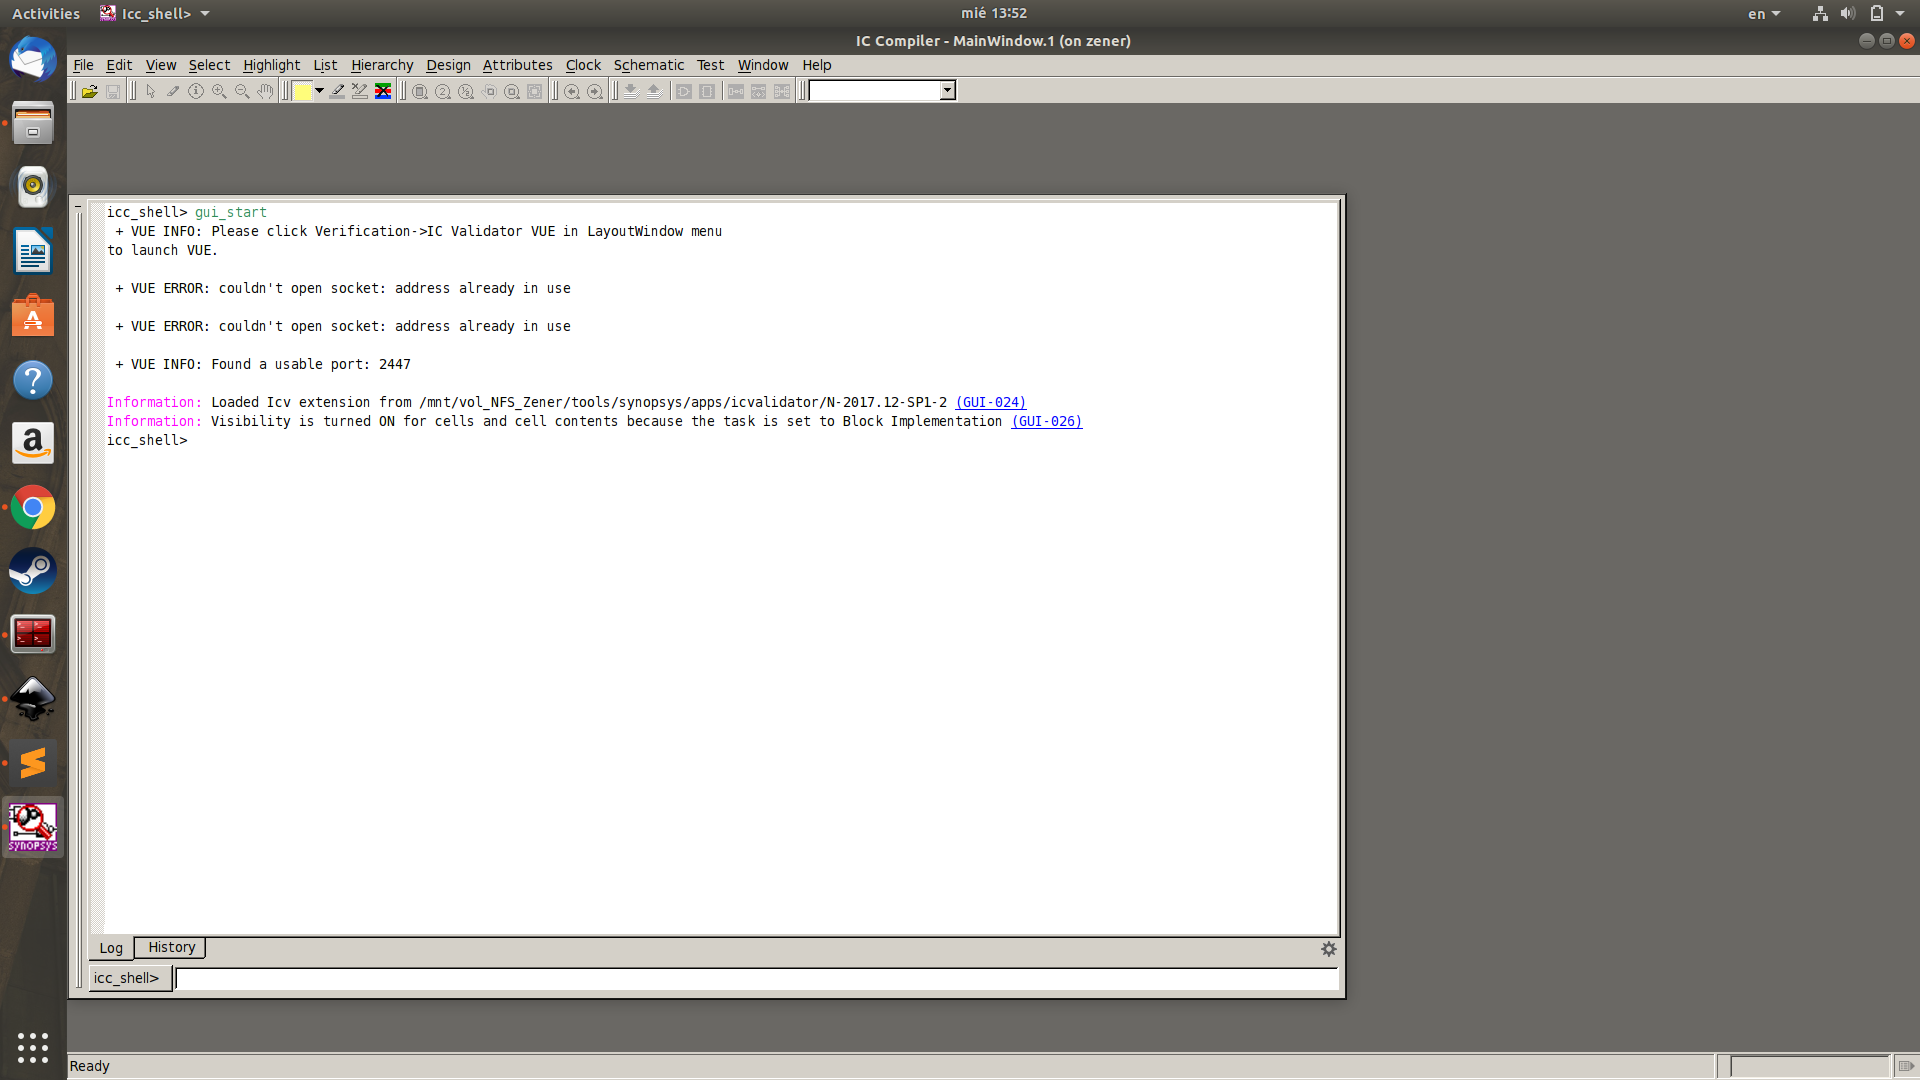 Activities Icc_shell> mié 13:52 en
IC Compiler - MainWindow.1 (on zener)
File Edit View Select Highlight List Hierarchy Design Attributes Clock Schematic Test Window Help
icc_shell> gui_start
+ VUE INFO: Please click Verification->IC Validator VUE in LayoutWindow menu
to launch VUE.
+ VUE ERROR: couldn't open socket: address already in use
+ VUE ERROR: couldn't open socket: address already in use
+ VUE INFO: Found a usable port: 2447
Information: Loaded Icv extension from /mnt/vol_NFS_Zener/tools/synopsys/apps/icvalidator/N-2017.12-SP1-2 (GUI-024)
Information: Visibility is turned ON for cells and cell contents because the task is set to Block Implementation (GUI-026)
icc_shell>
SYNOPSYS
Log History
icc_shell>
Ready